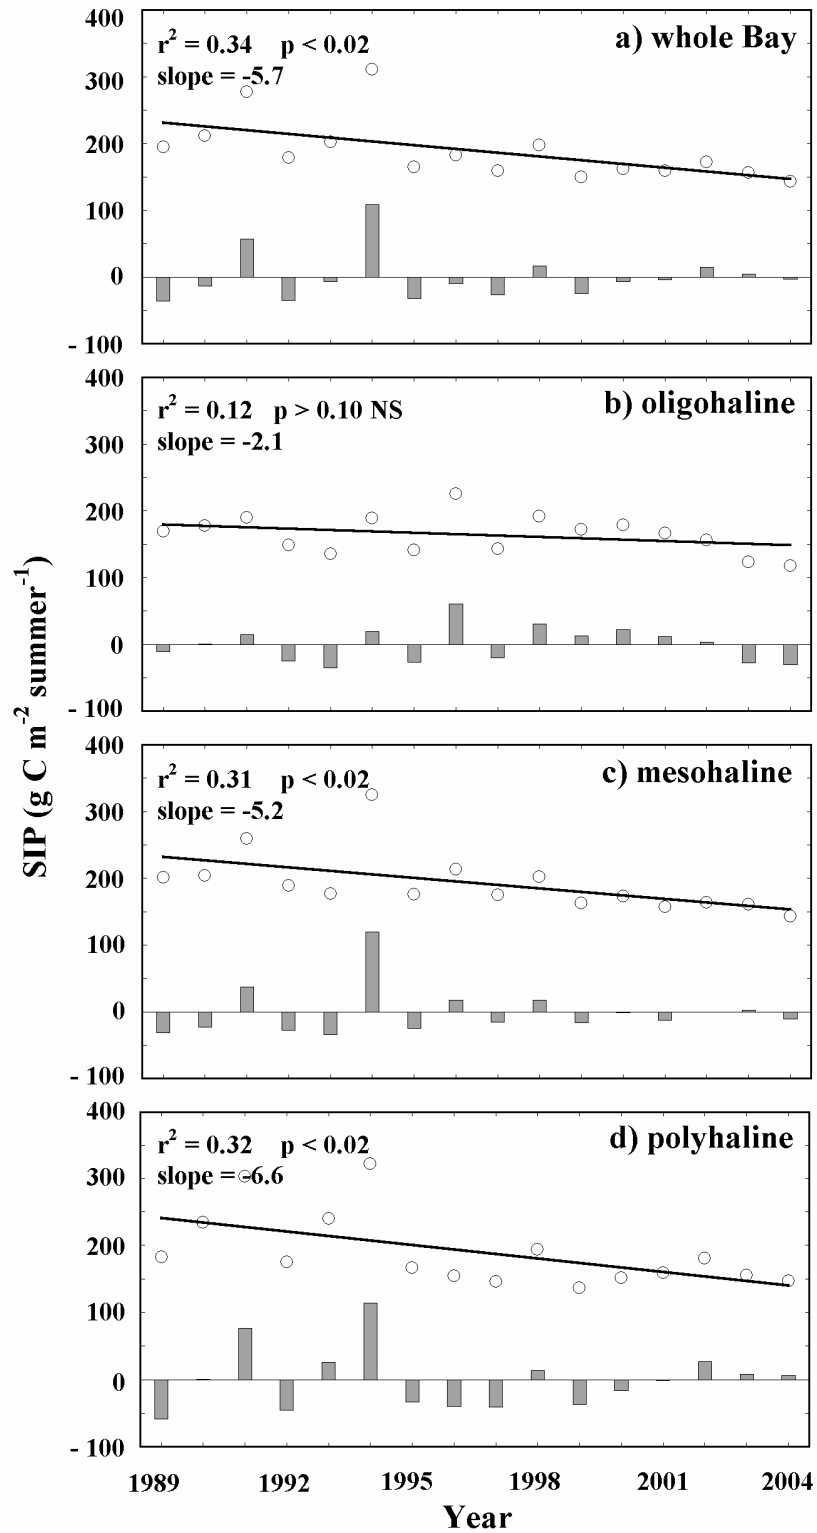 400
r² = 0.34 p < 0.02
a) whole Bay
slope = -5.7
300
200
100
0
- 100
400
r² = 0.12 p > 0.10 NS
b) oligohaline
slope = -2.1
300
200
100
0
- 100
SIP (g C m⁻² summer⁻¹)
400
r² = 0.31 p < 0.02
c) mesohaline
slope = -5.2
300
200
100
0
- 100
400
r² = 0.32 p < 0.02
d) polyhaline
slope = -6.6
300
200
100
0
- 100
1989 1992 1995 1998 2001 2004
Year